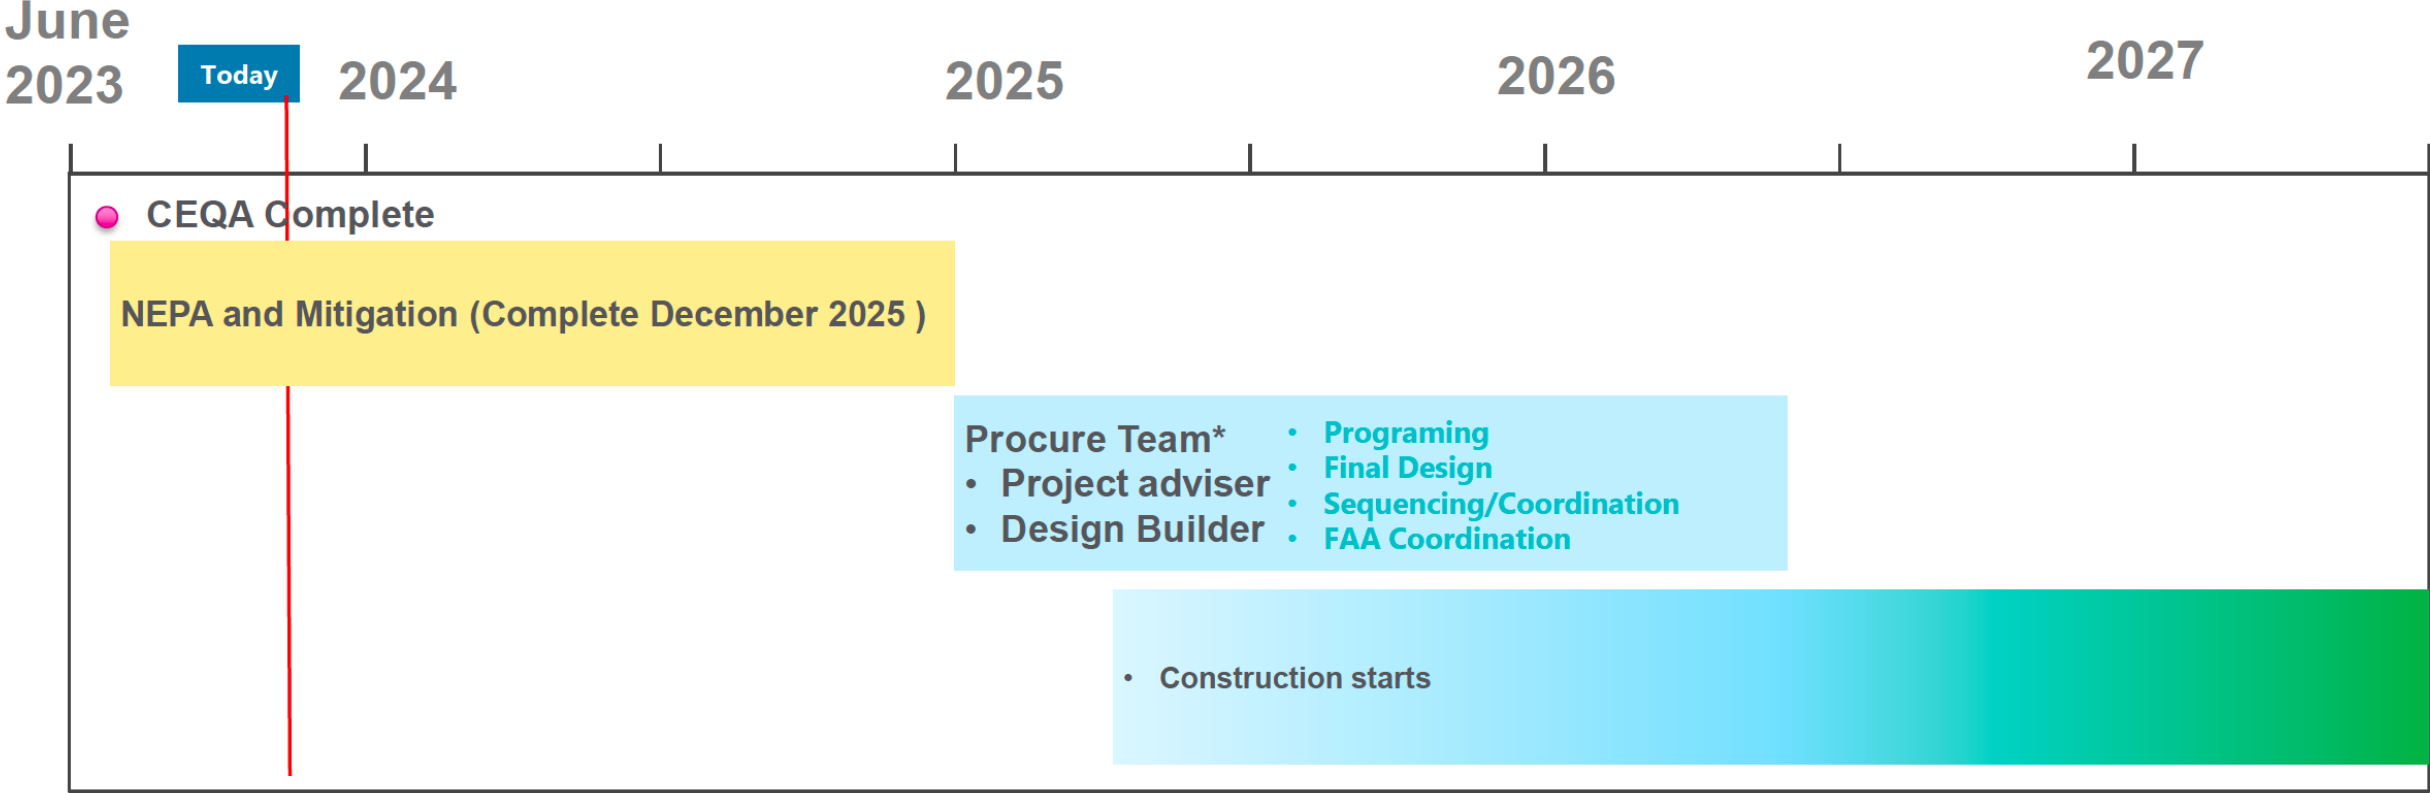 June
2023
Today
2024
2025
2026
2027
CEQA Complete
NEPA and Mitigation (Complete December 2025 )
Procure Team*
• Project adviser
• Design Builder
• Programing
• Final Design
• Sequencing/Coordination
• FAA Coordination
• Construction starts